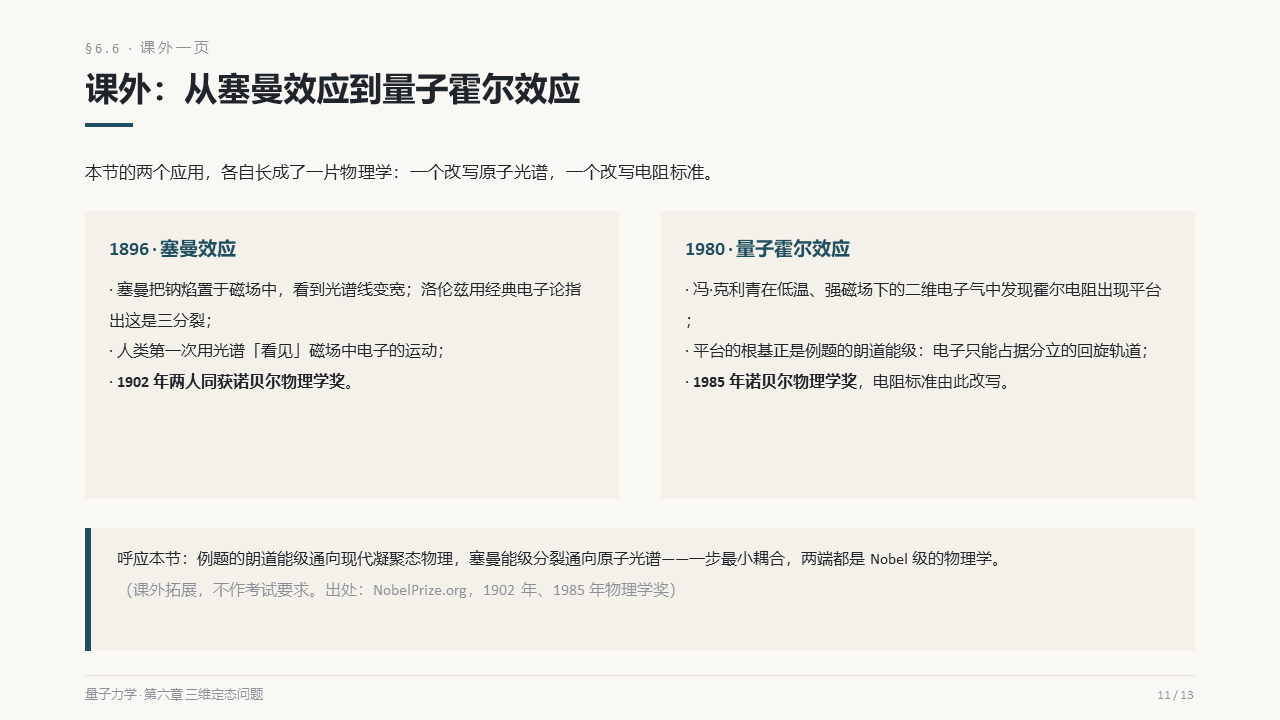 §6.6 · 课外一页
课外：从塞曼效应到量子霍尔效应
本节的两个应用，各自长成了一片物理学：一个改写原子光谱，一个改写电阻标准。
1896 · 塞曼效应
· 塞曼把钠焰置于磁场中，看到光谱线变宽；洛伦兹用经典电子论指
出这是三分裂；
· 人类第一次用光谱「看见」磁场中电子的运动；
· 1902 年两人同获诺贝尔物理学奖。
1980 · 量子霍尔效应
· 冯·克利青在低温、强磁场下的二维电子气中发现霍尔电阻出现平台
；
· 平台的根基正是例题的朗道能级：电子只能占据分立的回旋轨道；
· 1985 年诺贝尔物理学奖，电阻标准由此改写。
呼应本节：例题的朗道能级通向现代凝聚态物理，塞曼能级分裂通向原子光谱——一步最小耦合，两端都是 Nobel 级的物理学。
（课外拓展，不作考试要求。出处：NobelPrize.org，1902 年、1985 年物理学奖）
量子力学 · 第六章 三维定态问题
11 / 13